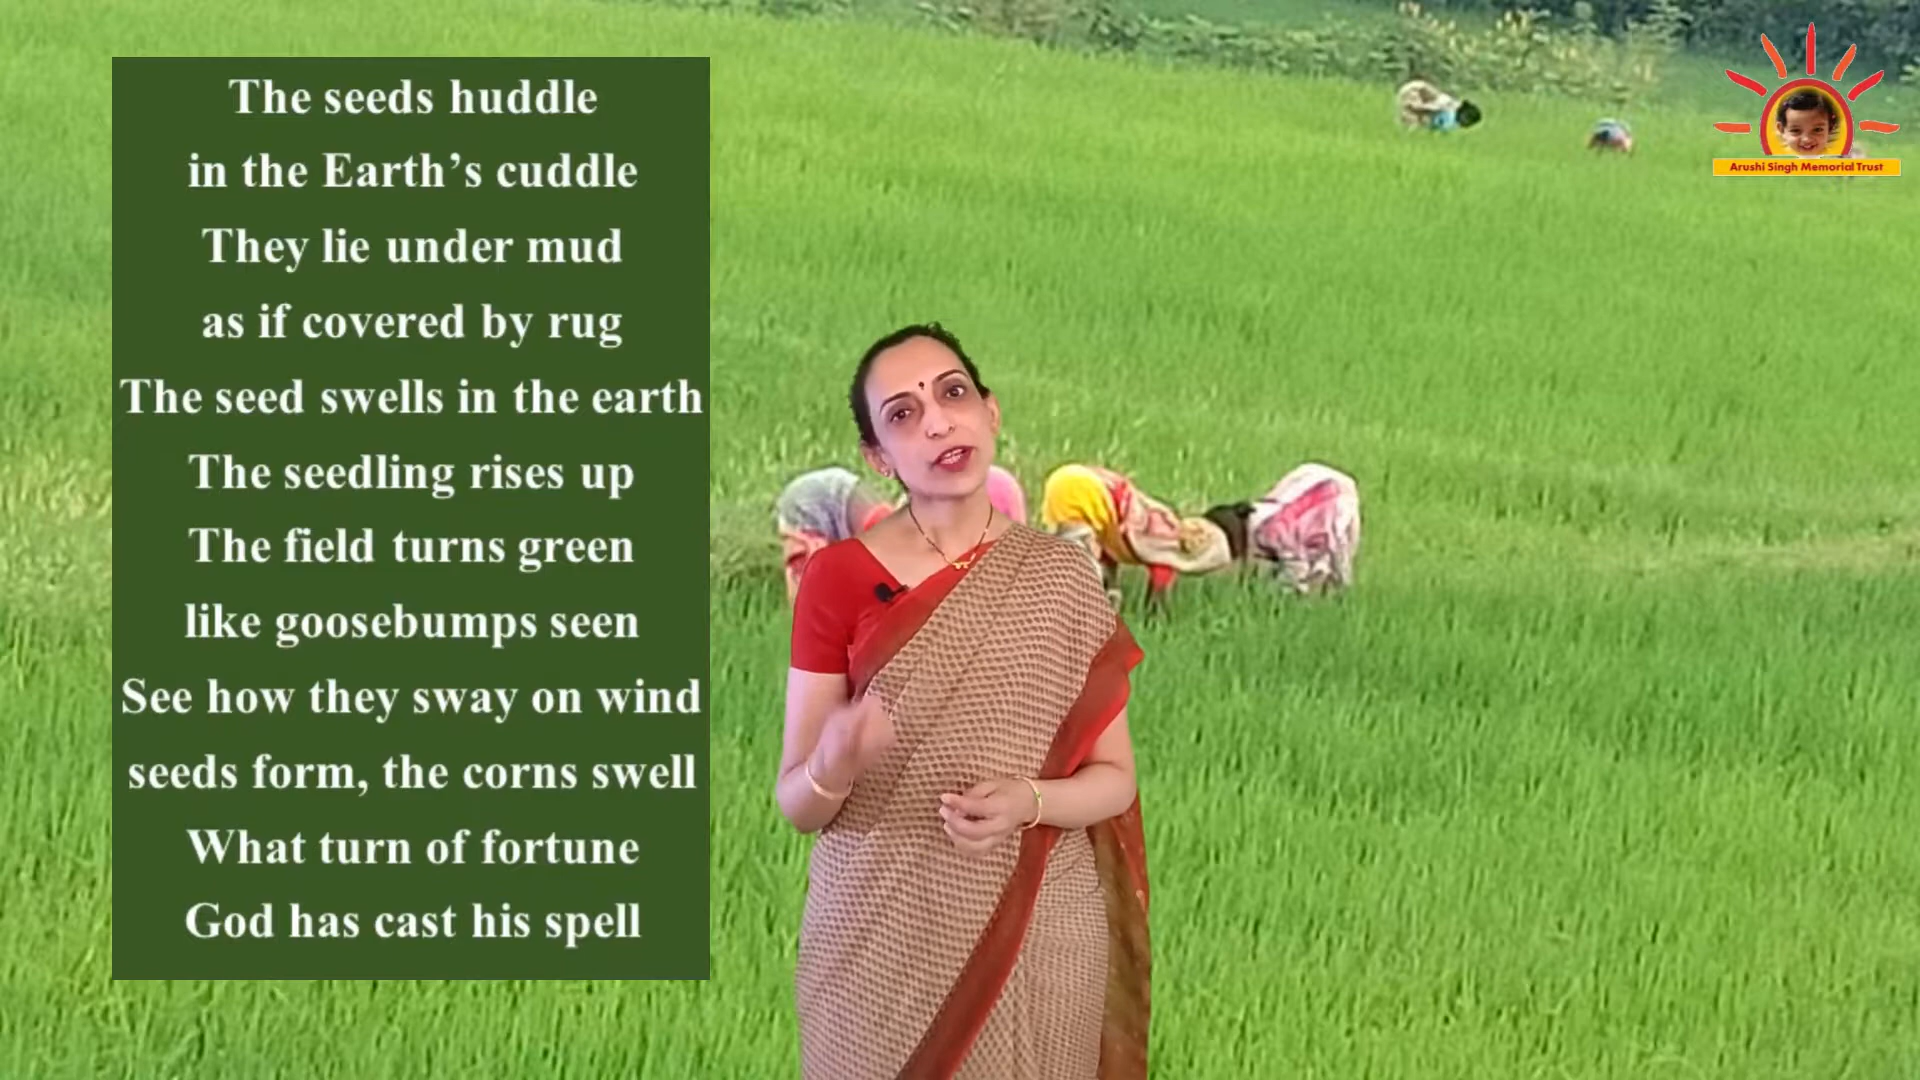 The seeds huddle
in the Earth’s cuddle
They lie under mud
as if covered by rug
The seed swells in the earth
The seedling rises up
The field turns green
like goosebumps seen
See how they sway on wind
seeds form, the corns swell
What turn of fortune
God has cast his spell
Arushi Singh Memorial Trust